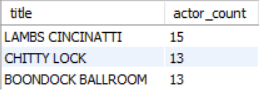 title actor_count
LAMBS CINCINATTI 15
CHITTY LOCK 13
BOONDOCK BALLROOM 13